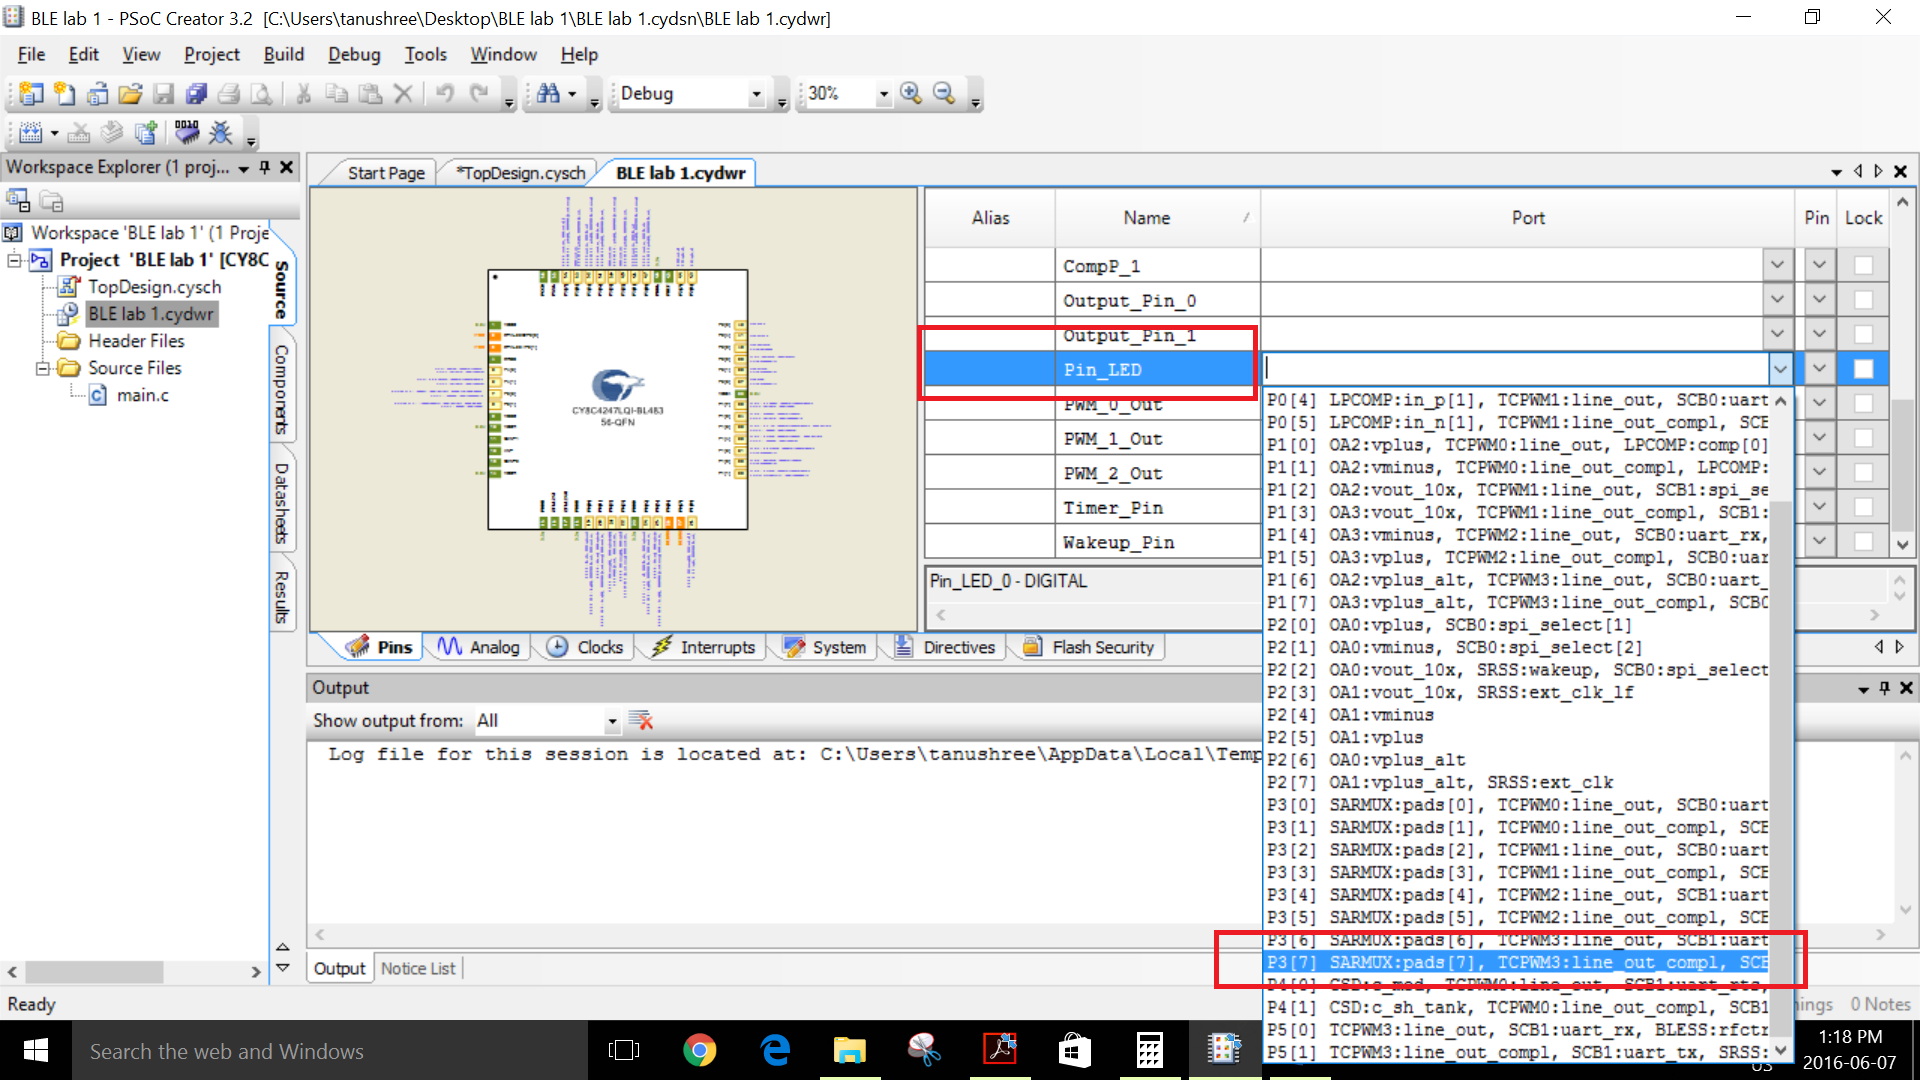 BLE lab 1 - PSoC Creator 3.2 [C:\Users\tanushree\Desktop\BLE lab 1\BLE lab 1.cydsn\BLE lab 1.cydwr]
File Edit View Project Build Debug Tools Window Help
Debug 30%
Workspace Explorer (1 proj...
Workspace 'BLE lab 1' (1 Proje
Project 'BLE lab 1' [CY8C
TopDesign.cysch
BLE lab 1.cydwr
Header Files
Source Files
main.c
Source
Components
Datasheets
Results
Start Page *TopDesign.cysch BLE lab 1.cydwr
CY8C4247LQI-BL483
56-QFN
Alias Name Port Pin Lock
CompP_1
Output_Pin_0
Output_Pin_1
Pin_LED
PWM_0_Out
PWM_1_Out
PWM_2_Out
Timer_Pin
Wakeup_Pin
Pin_LED_0 - DIGITAL
P0[4] LPCOMP:in_p[1], TCPWM1:line_out, SCB0:uart
P0[5] LPCOMP:in_n[1], TCPWM1:line_out_compl, SCB
P1[0] OA2:vplus, TCPWM0:line_out, LPCOMP:comp[0]
P1[1] OA2:vminus, TCPWM0:line_out_compl, LPCOMP:
P1[2] OA2:vout_10x, TCPWM1:line_out, SCB1:spi_se
P1[3] OA3:vout_10x, TCPWM1:line_out_compl, SCB1:
P1[4] OA3:vminus, TCPWM2:line_out, SCB0:uart_rx,
P1[5] OA3:vplus, TCPWM2:line_out_compl, SCB0:uar
P1[6] OA2:vplus_alt, TCPWM3:line_out, SCB0:uart_
P1[7] OA3:vplus_alt, TCPWM3:line_out_compl, SCB0
P2[0] OA0:vplus, SCB0:spi_select[1]
P2[1] OA0:vminus, SCB0:spi_select[2]
P2[2] OA0:vout_10x, SRSS:wakeup, SCB0:spi_select
P2[3] OA1:vout_10x, SRSS:ext_clk_lf
P2[4] OA1:vminus
P2[5] OA1:vplus
P2[6] OA0:vplus_alt
P2[7] OA1:vplus_alt, SRSS:ext_clk
P3[0] SARMUX:pads[0], TCPWM0:line_out, SCB0:uart
P3[1] SARMUX:pads[1], TCPWM0:line_out_compl, SCB
P3[2] SARMUX:pads[2], TCPWM1:line_out, SCB0:uart
P3[3] SARMUX:pads[3], TCPWM1:line_out_compl, SCB
P3[4] SARMUX:pads[4], TCPWM2:line_out, SCB1:uart
P3[5] SARMUX:pads[5], TCPWM2:line_out_compl, SCB
P3[6] SARMUX:pads[6], TCPWM3:line_out, SCB1:uart
P3[7] SARMUX:pads[7], TCPWM3:line_out_compl, SCB
P4[0] CSD:c_mod, TCPWM0:line_out, SCB1:uart_rts,
P4[1] CSD:c_sh_tank, TCPWM0:line_out_compl, SCB1
P5[0] TCPWM3:line_out, SCB1:uart_rx, BLESS:rfctr
P5[1] TCPWM3:line_out_compl, SCB1:uart_tx, SRSS:
Pins Analog Clocks Interrupts System Directives Flash Security
Output
Show output from: All
Log file for this session is located at: C:\Users\tanushree\AppData\Local\Temp
Output Notice List
Ready
0 Notes
Search the web and Windows
1:18 PM
2016-06-07